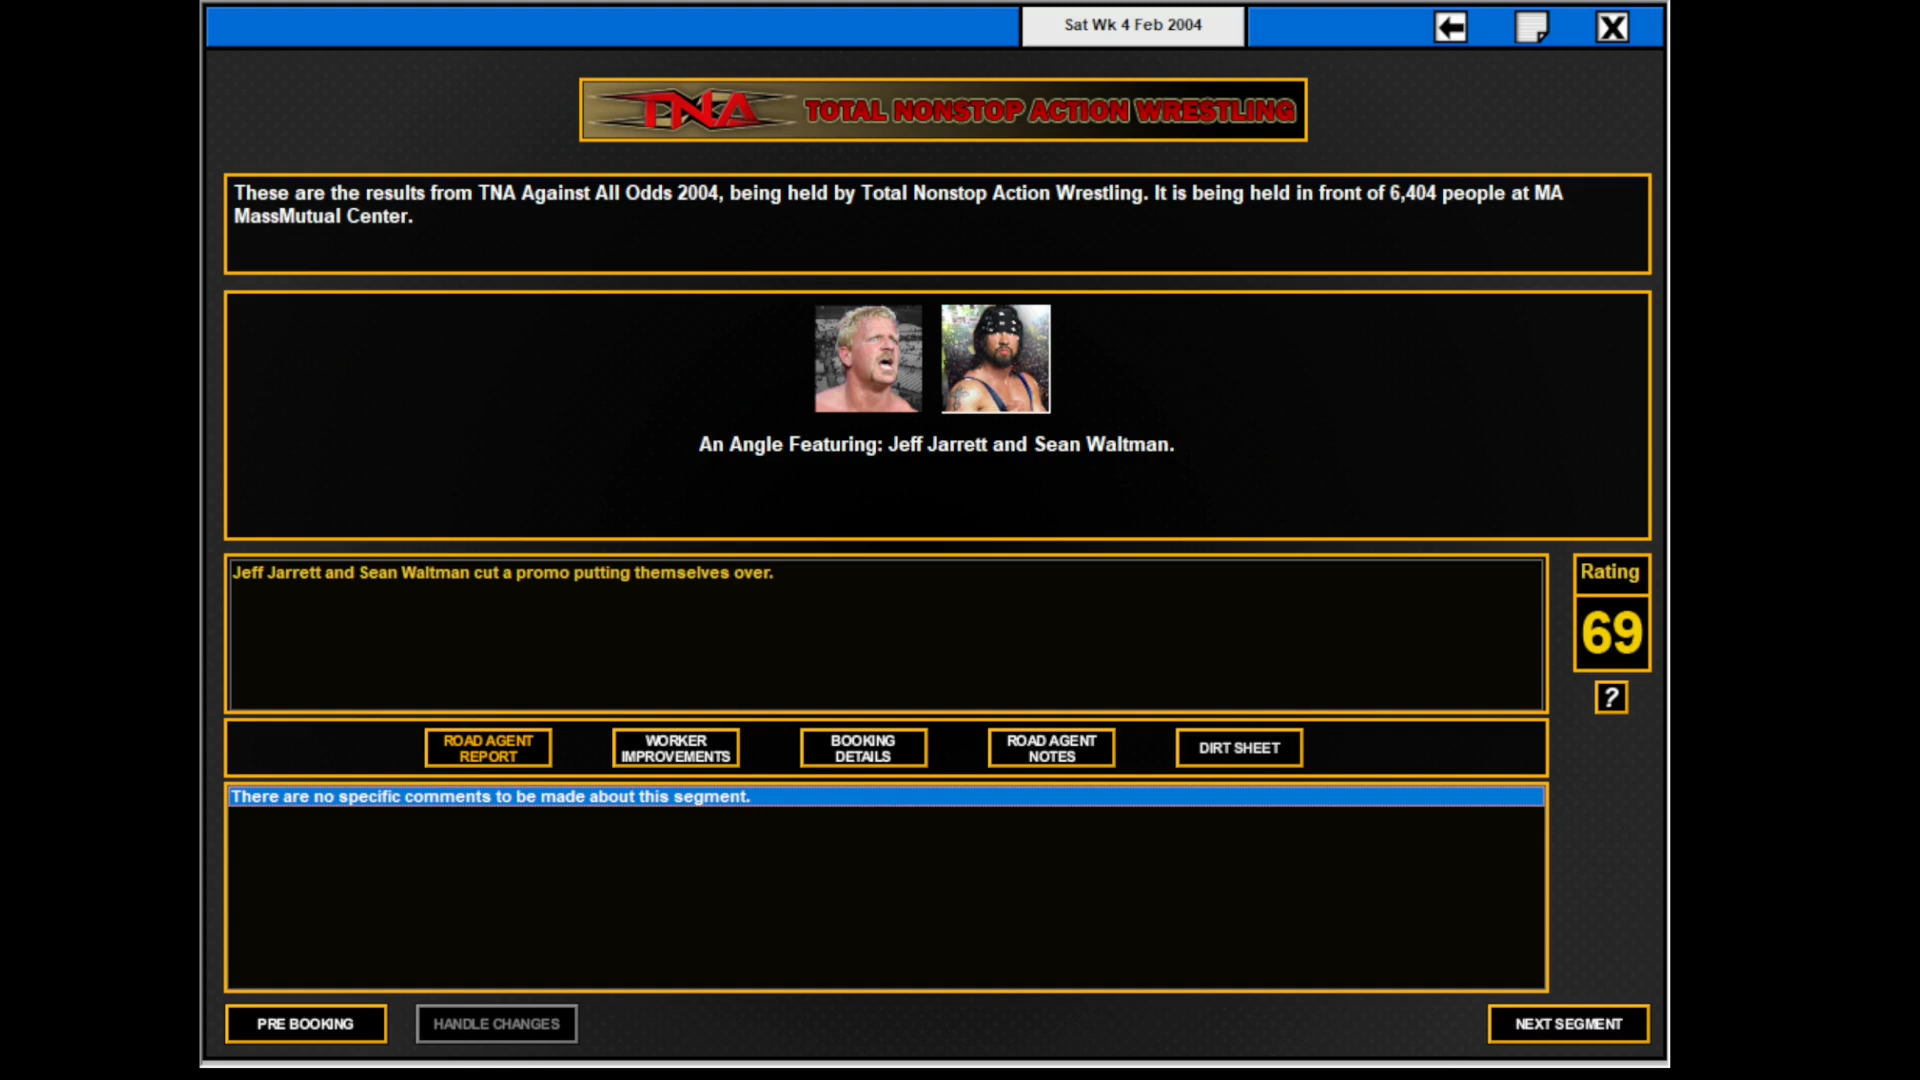 Sat Wk 4 Feb 2004
TNA TOTAL NONSTOP ACTION WRESTLING
These are the results from TNA Against All Odds 2004, being held by Total Nonstop Action Wrestling. It is being held in front of 6,404 people at MA
MassMutual Center.
An Angle Featuring: Jeff Jarrett and Sean Waltman.
Jeff Jarrett and Sean Waltman cut a promo putting themselves over.
Rating
69
?
ROAD AGENT
REPORT
WORKER
IMPROVEMENTS
BOOKING
DETAILS
ROAD AGENT
NOTES
DIRT SHEET
There are no specific comments to be made about this segment.
PRE BOOKING
HANDLE CHANGES
NEXT SEGMENT